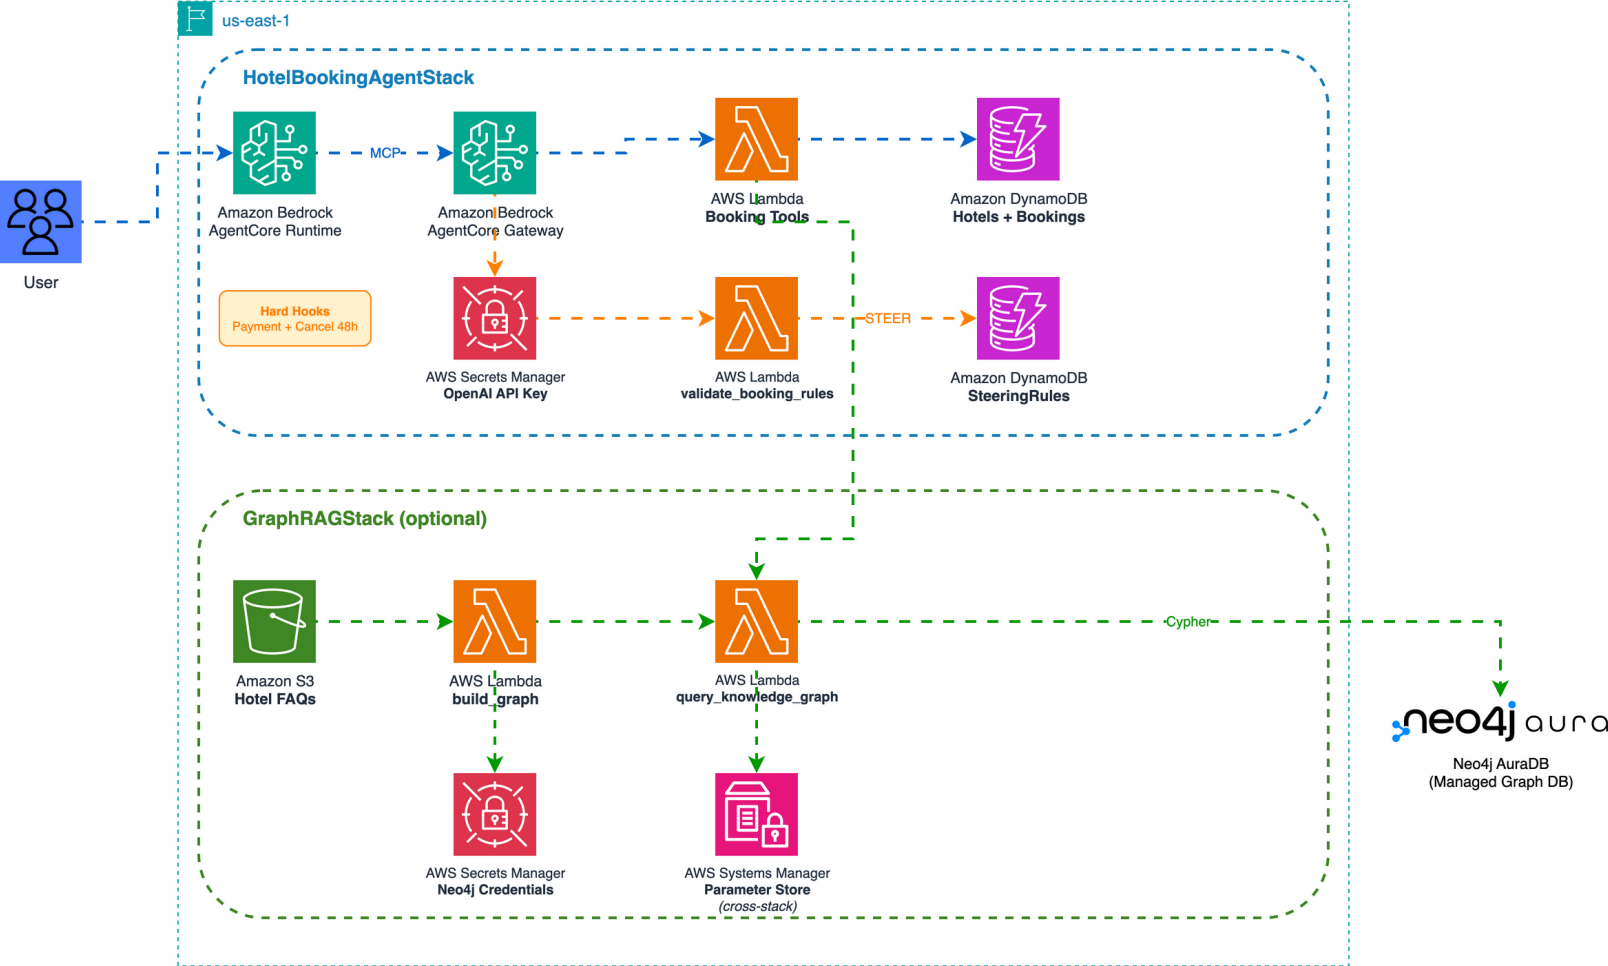 us-east-1
HotelBookingAgentStack
MCP
Amazon Bedrock
AgentCore Runtime
Amazon Bedrock
AgentCore Gateway
AWS Lambda
Booking Tools
Amazon DynamoDB
Hotels + Bookings
User
Hard Hooks
Payment + Cancel 48h
STEER
AWS Secrets Manager
OpenAI API Key
AWS Lambda
validate_booking_rules
Amazon DynamoDB
SteeringRules
GraphRAGStack (optional)
Cypher
Amazon S3
Hotel FAQs
AWS Lambda
build_graph
AWS Lambda
query_knowledge_graph
neo4j aura
Neo4j AuraDB
(Managed Graph DB)
AWS Secrets Manager
Neo4j Credentials
AWS Systems Manager
Parameter Store
(cross-stack)